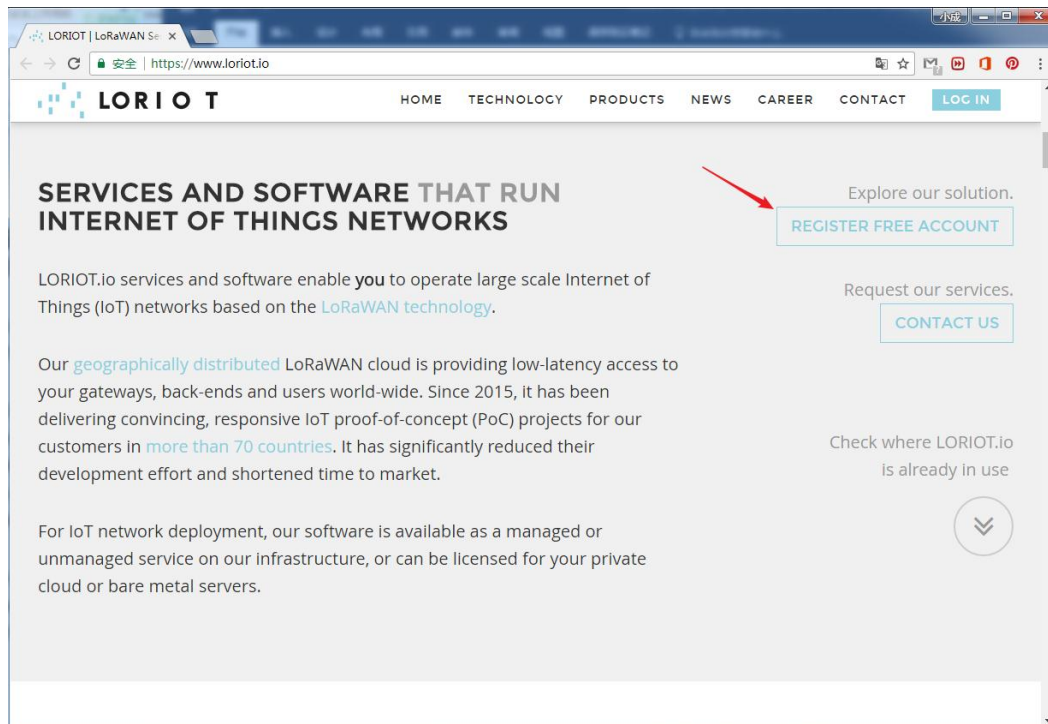 小成
LORIOT | LoRaWAN Se
安全 | https://www.loriot.io
LORIOT
HOME TECHNOLOGY PRODUCTS NEWS CAREER CONTACT LOG IN
SERVICES AND SOFTWARE THAT RUN
INTERNET OF THINGS NETWORKS
Explore our solution.
REGISTER FREE ACCOUNT
LORIOT.io services and software enable you to operate large scale Internet of
Things (IoT) networks based on the LoRaWAN technology.
Request our services.
CONTACT US
Our geographically distributed LoRaWAN cloud is providing low-latency access to
your gateways, back-ends and users world-wide. Since 2015, it has been
delivering convincing, responsive IoT proof-of-concept (PoC) projects for our
customers in more than 70 countries. It has significantly reduced their
development effort and shortened time to market.
Check where LORIOT.io
is already in use
For IoT network deployment, our software is available as a managed or
unmanaged service on our infrastructure, or can be licensed for your private
cloud or bare metal servers.